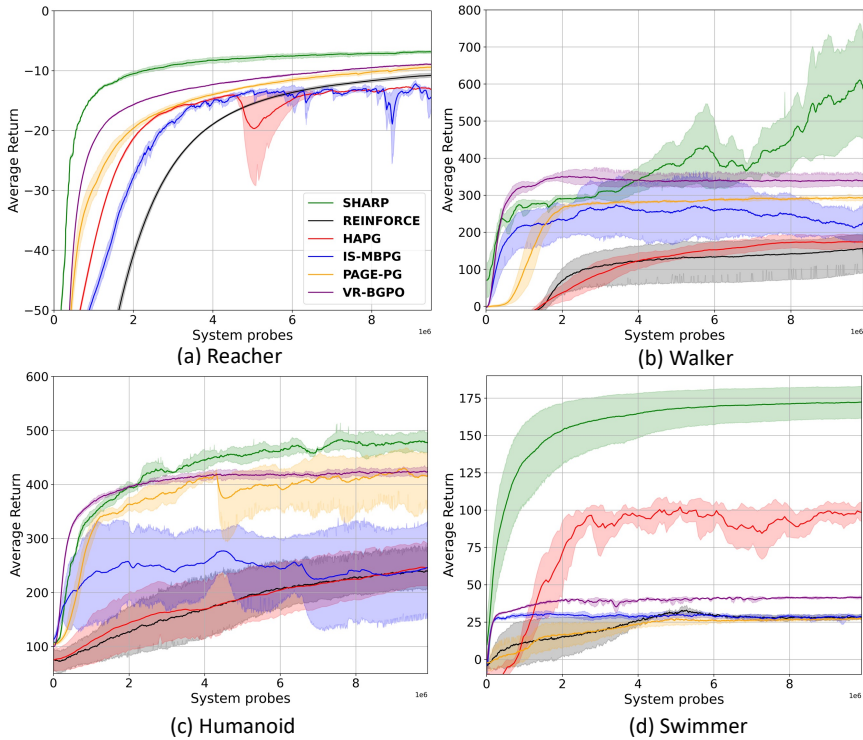 0
−10
−20
−30
−40
−50
Average Return
0
2
4
6
8
1e6
System probes
SHARP
REINFORCE
HAPG
IS-MBPG
PAGE-PG
VR-BGPO
(a) Reacher
800
700
600
500
400
300
200
100
0
Average Return
0
2
4
6
8
1e6
System probes
(b) Walker
600
500
400
300
200
100
Average Return
0
2
4
6
8
1e6
System probes
(c) Humanoid
175
150
125
100
75
50
25
0
Average Return
0
2
4
6
8
1e6
System probes
(d) Swimmer